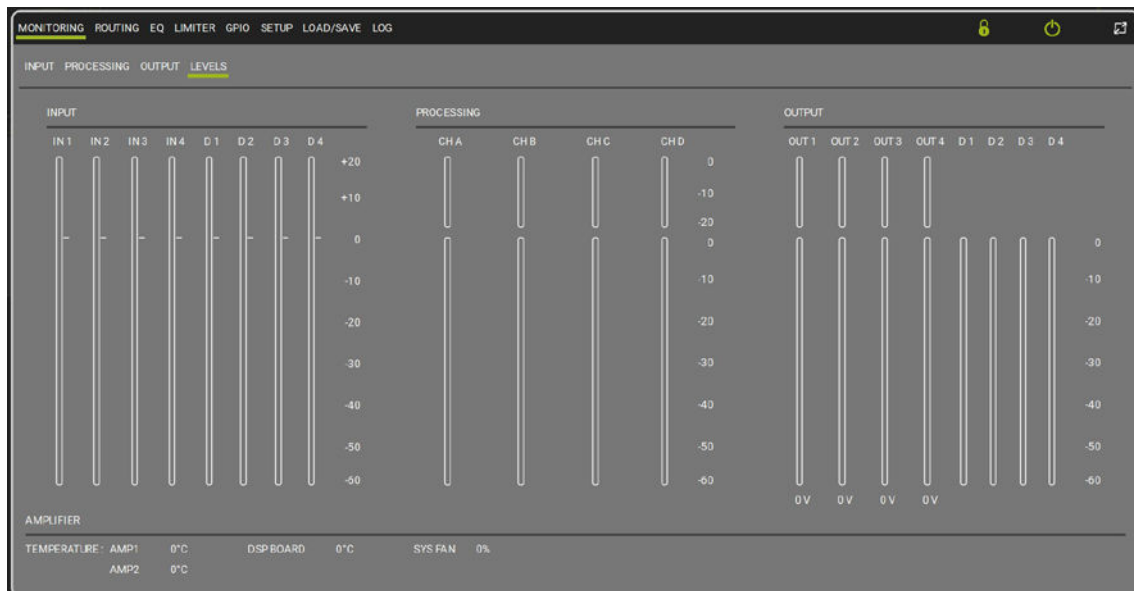 MONITORING ROUTING EQ LIMITER GPIO SETUP LOAD/SAVE LOG
INPUT PROCESSING OUTPUT LEVELS
INPUT PROCESSING OUTPUT
IN 1 IN 2 IN 3 IN 4 D 1 D 2 D 3 D 4 CH A CH B CH C CH D OUT 1 OUT 2 OUT 3 OUT 4 D 1 D 2 D 3 D 4
+20 0
+10 -10
-20
0 0 0
-10 -10 -10
-20 -20 -20
-30 -30 -30
-40 -40 -40
-50 -50 -50
-60 -60 -60
0 V 0 V 0 V 0 V
AMPLIFIER
TEMPERATURE: AMP1 0°C DSP BOARD 0°C SYS FAN 0%
AMP2 0°C